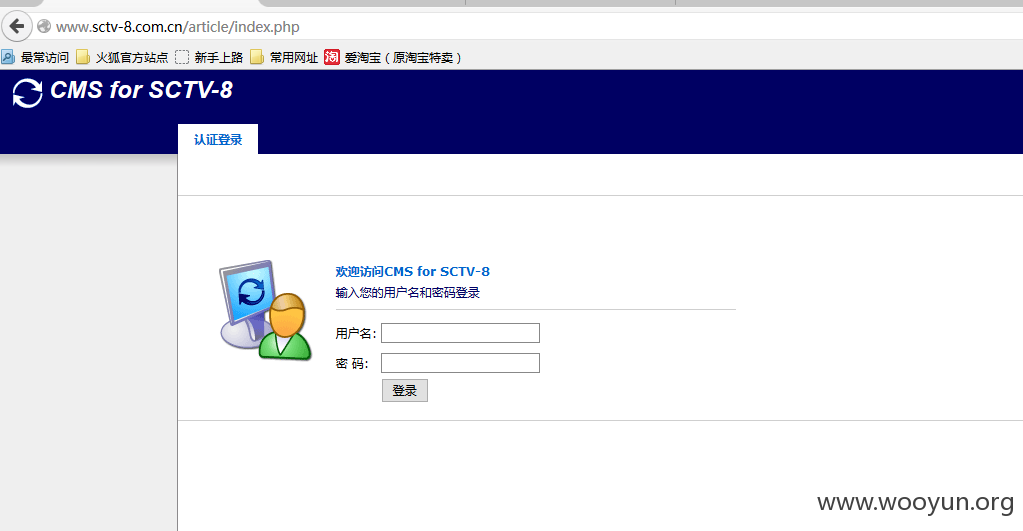 www.sctv-8.com.cn/article/index.php
最常访问 火狐官方站点 新手上路 常用网址 淘 爱淘宝（原淘宝特卖）
CMS for SCTV-8
认证登录
欢迎访问CMS for SCTV-8
输入您的用户名和密码登录
用户名:
密 码:
登录
www.wooyun.org